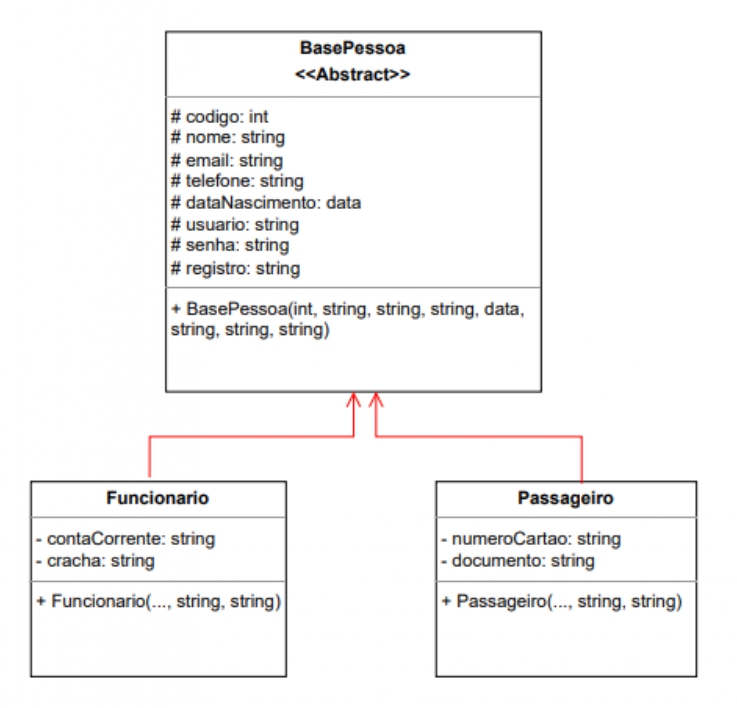 BasePessoa
<<Abstract>>
# codigo: int
# nome: string
# email: string
# telefone: string
# dataNascimento: data
# usuario: string
# senha: string
# registro: string
+ BasePessoa(int, string, string, string, data,
string, string, string)
Funcionario
- contaCorrente: string
- cracha: string
+ Funcionario(..., string, string)
Passageiro
- numeroCartao: string
- documento: string
+ Passageiro(..., string, string)